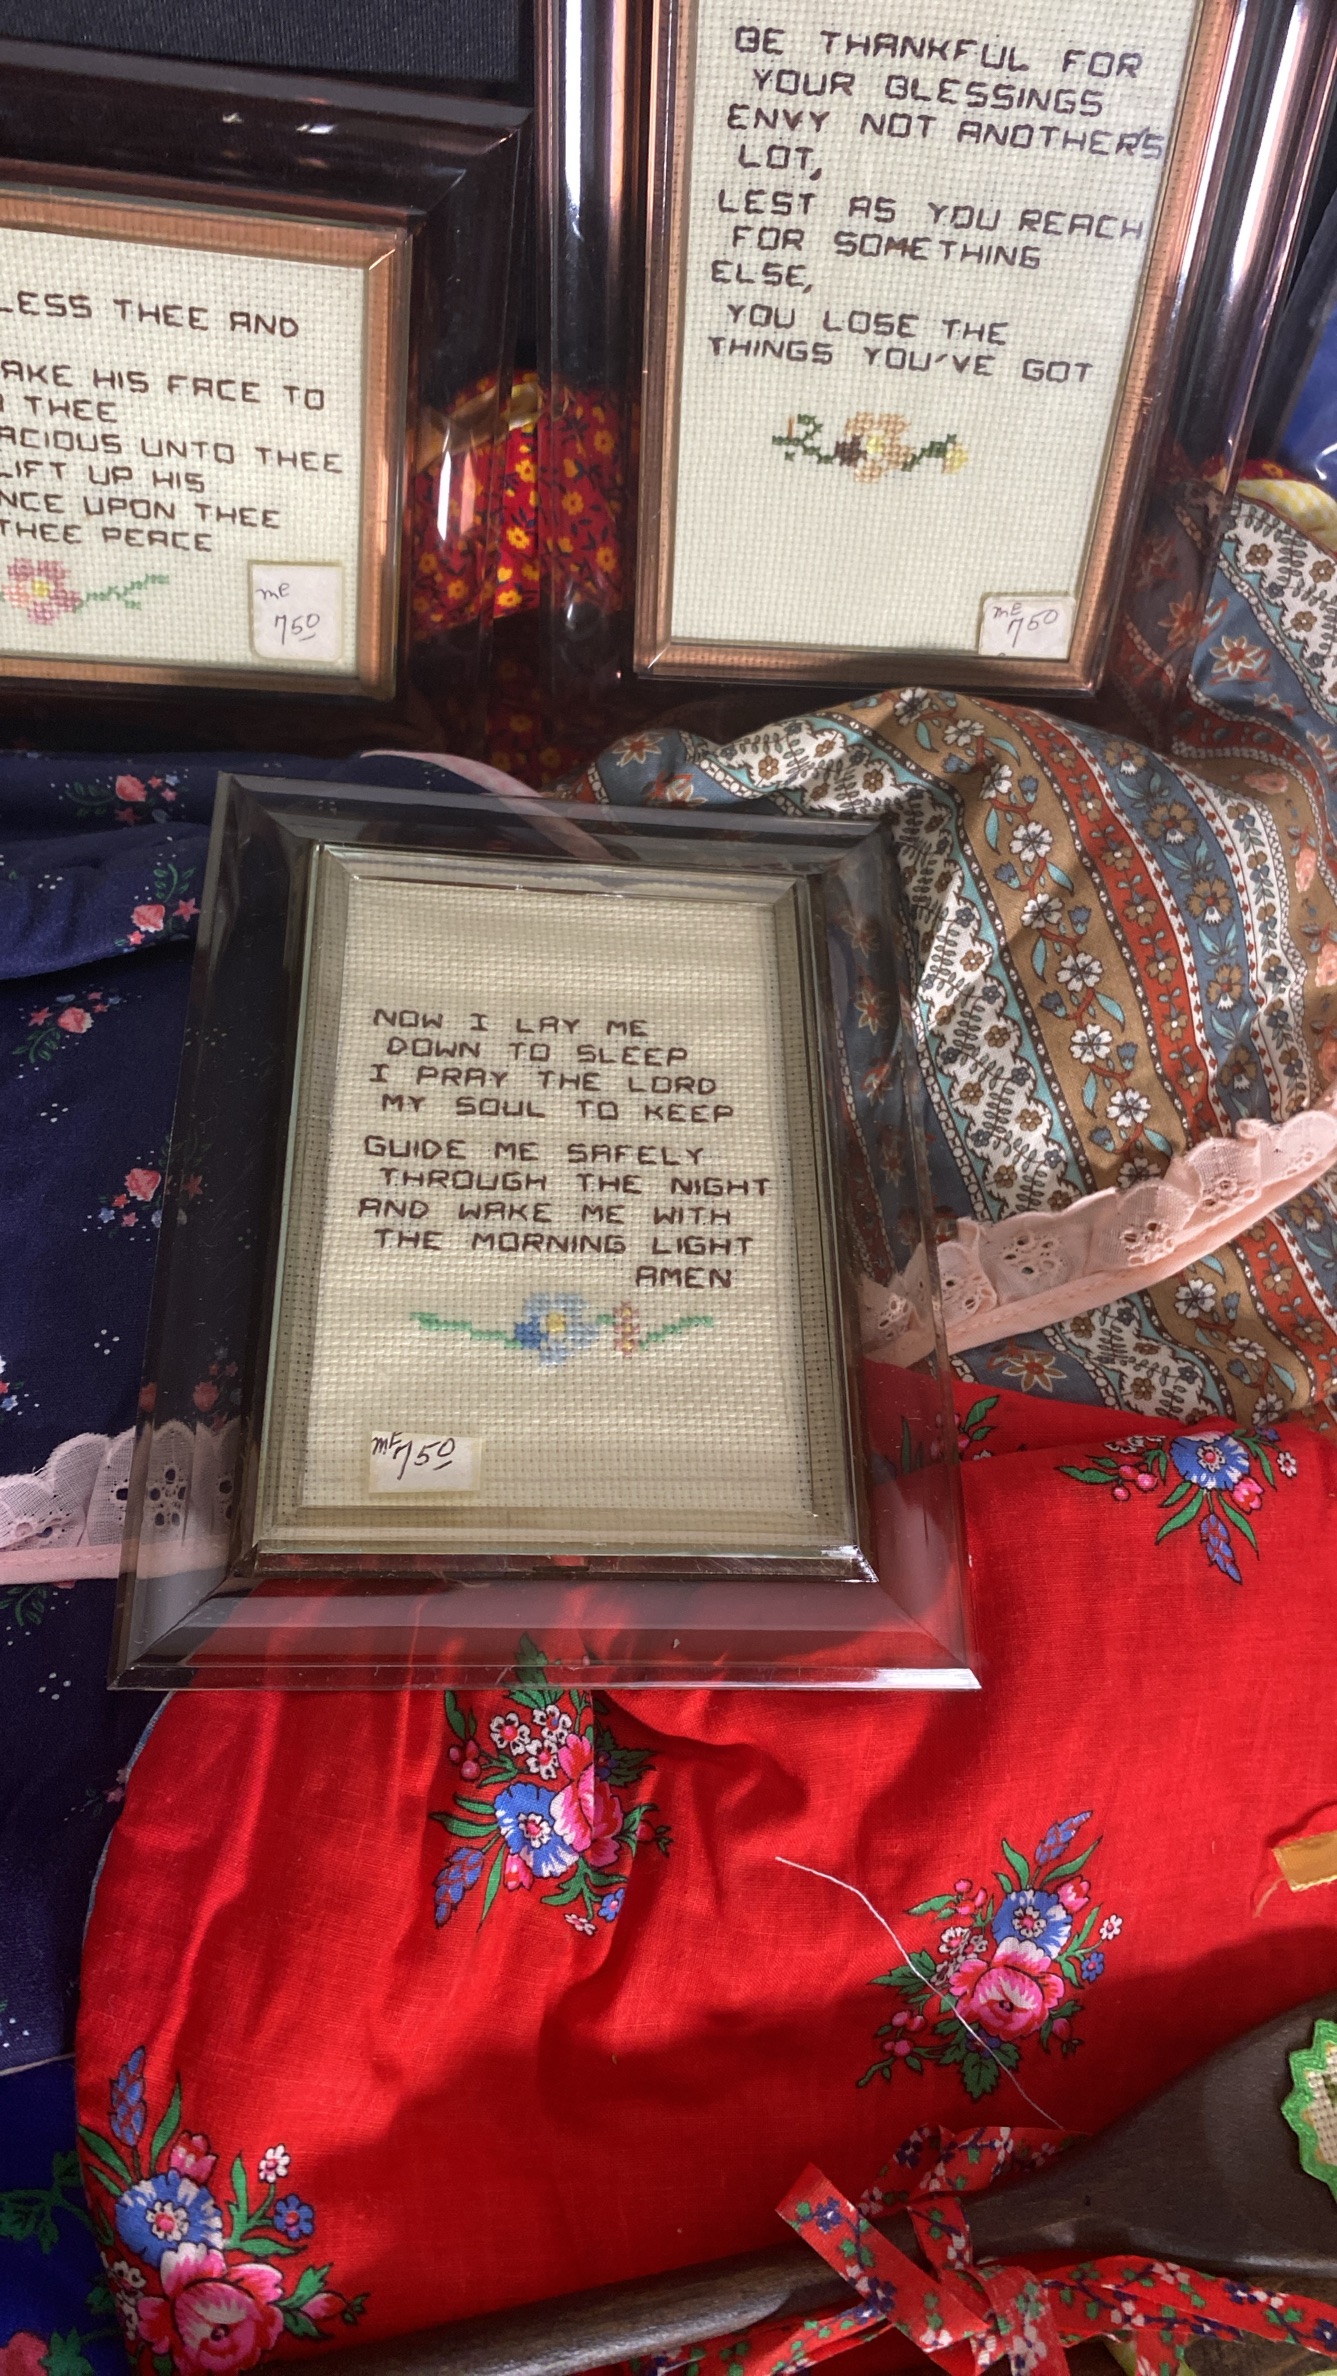 LESS THEE AND
AKE HIS FACE TO
THEE
ACIOUS UNTO THEE
LIFT UP HIS
NCE UPON THEE
THEE PEACE
me
750
BE THANKFUL FOR
YOUR BLESSINGS
ENVY NOT ANOTHER'S
LOT,
LEST AS YOU REACH
FOR SOMETHING
ELSE,
YOU LOSE THE
THINGS YOU'VE GOT
mE
750
NOW I LAY ME
DOWN TO SLEEP
I PRAY THE LORD
MY SOUL TO KEEP
GUIDE ME SAFELY
THROUGH THE NIGHT
AND WAKE ME WITH
THE MORNING LIGHT
AMEN
mE 750